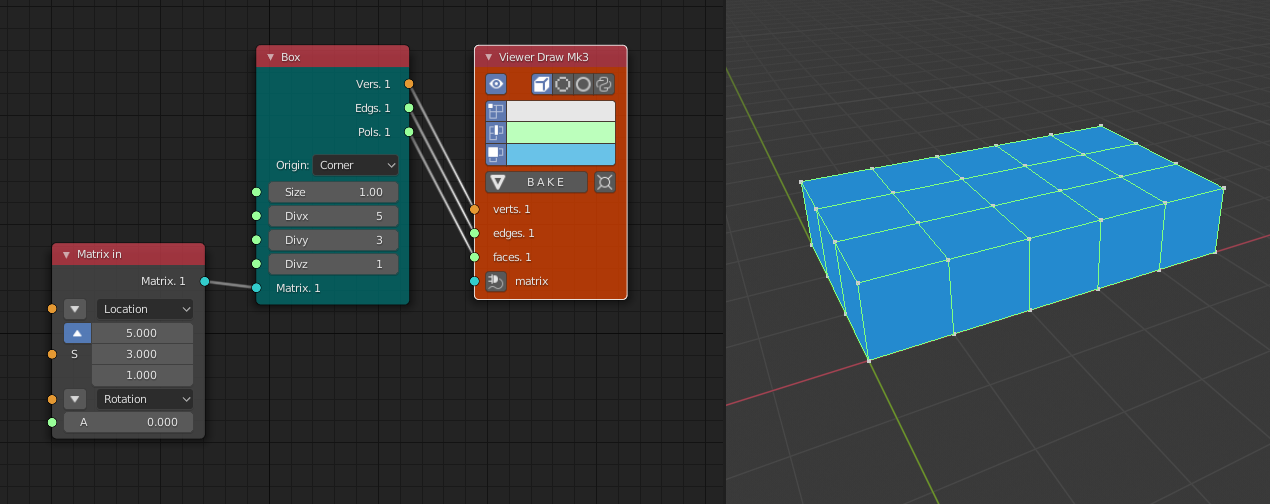 Box
Vers. 1
Edgs. 1
Pols. 1
Origin: Corner
Size 1.00
Divx 5
Divy 3
Divz 1
Matrix. 1
Viewer Draw Mk3
BAKE
verts. 1
edges. 1
faces. 1
matrix
Matrix in
Matrix. 1
Location
5.000
S 3.000
1.000
Rotation
A 0.000